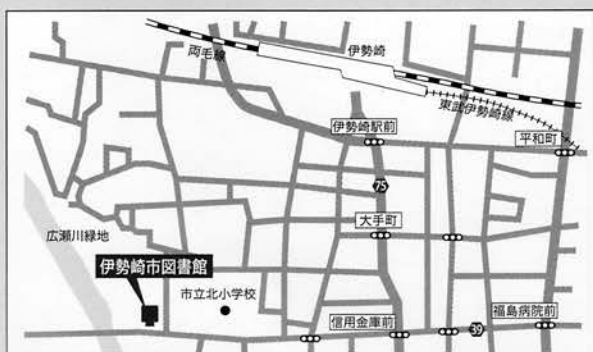 両毛線
伊勢崎
東武伊勢崎線
伊勢崎駅前
平和町
75
大手町
広瀬川緑地
伊勢崎市図書館
市立北小学校
信用金庫前
39
福島病院前